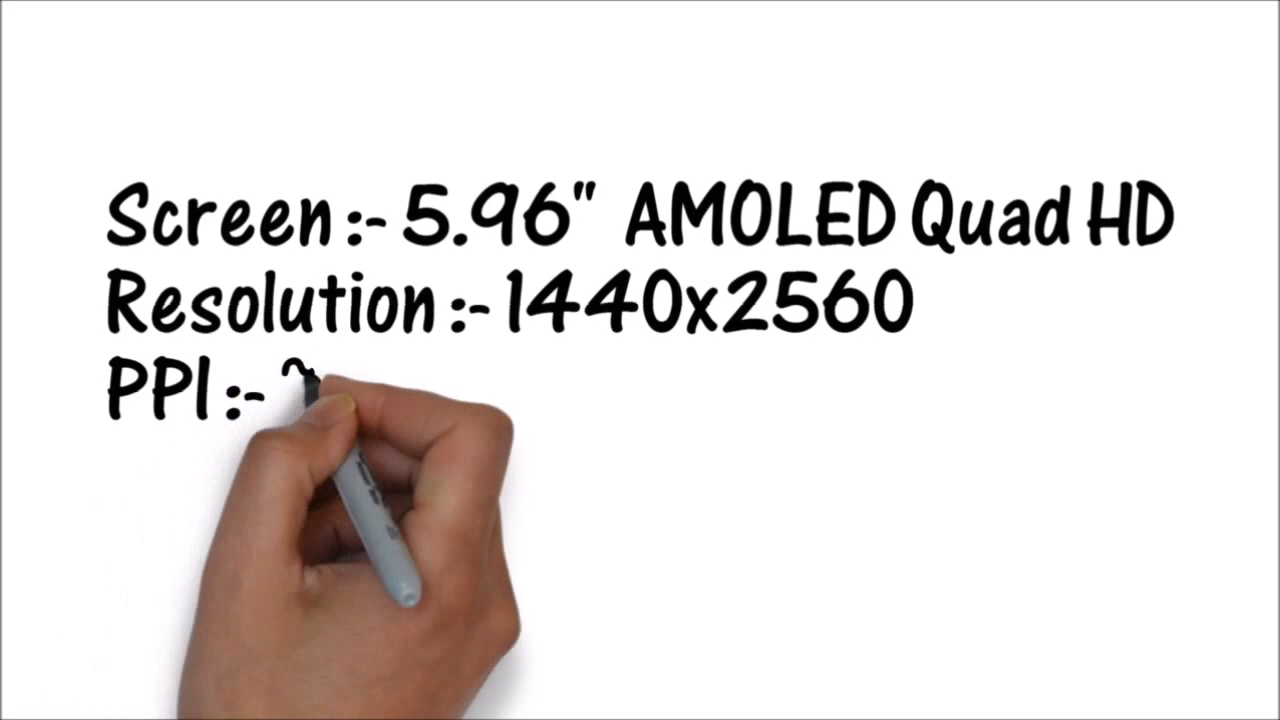 Screen :- 5.96" AMOLED Quad HD
Resolution :- 1440x2560
PPI :- ~